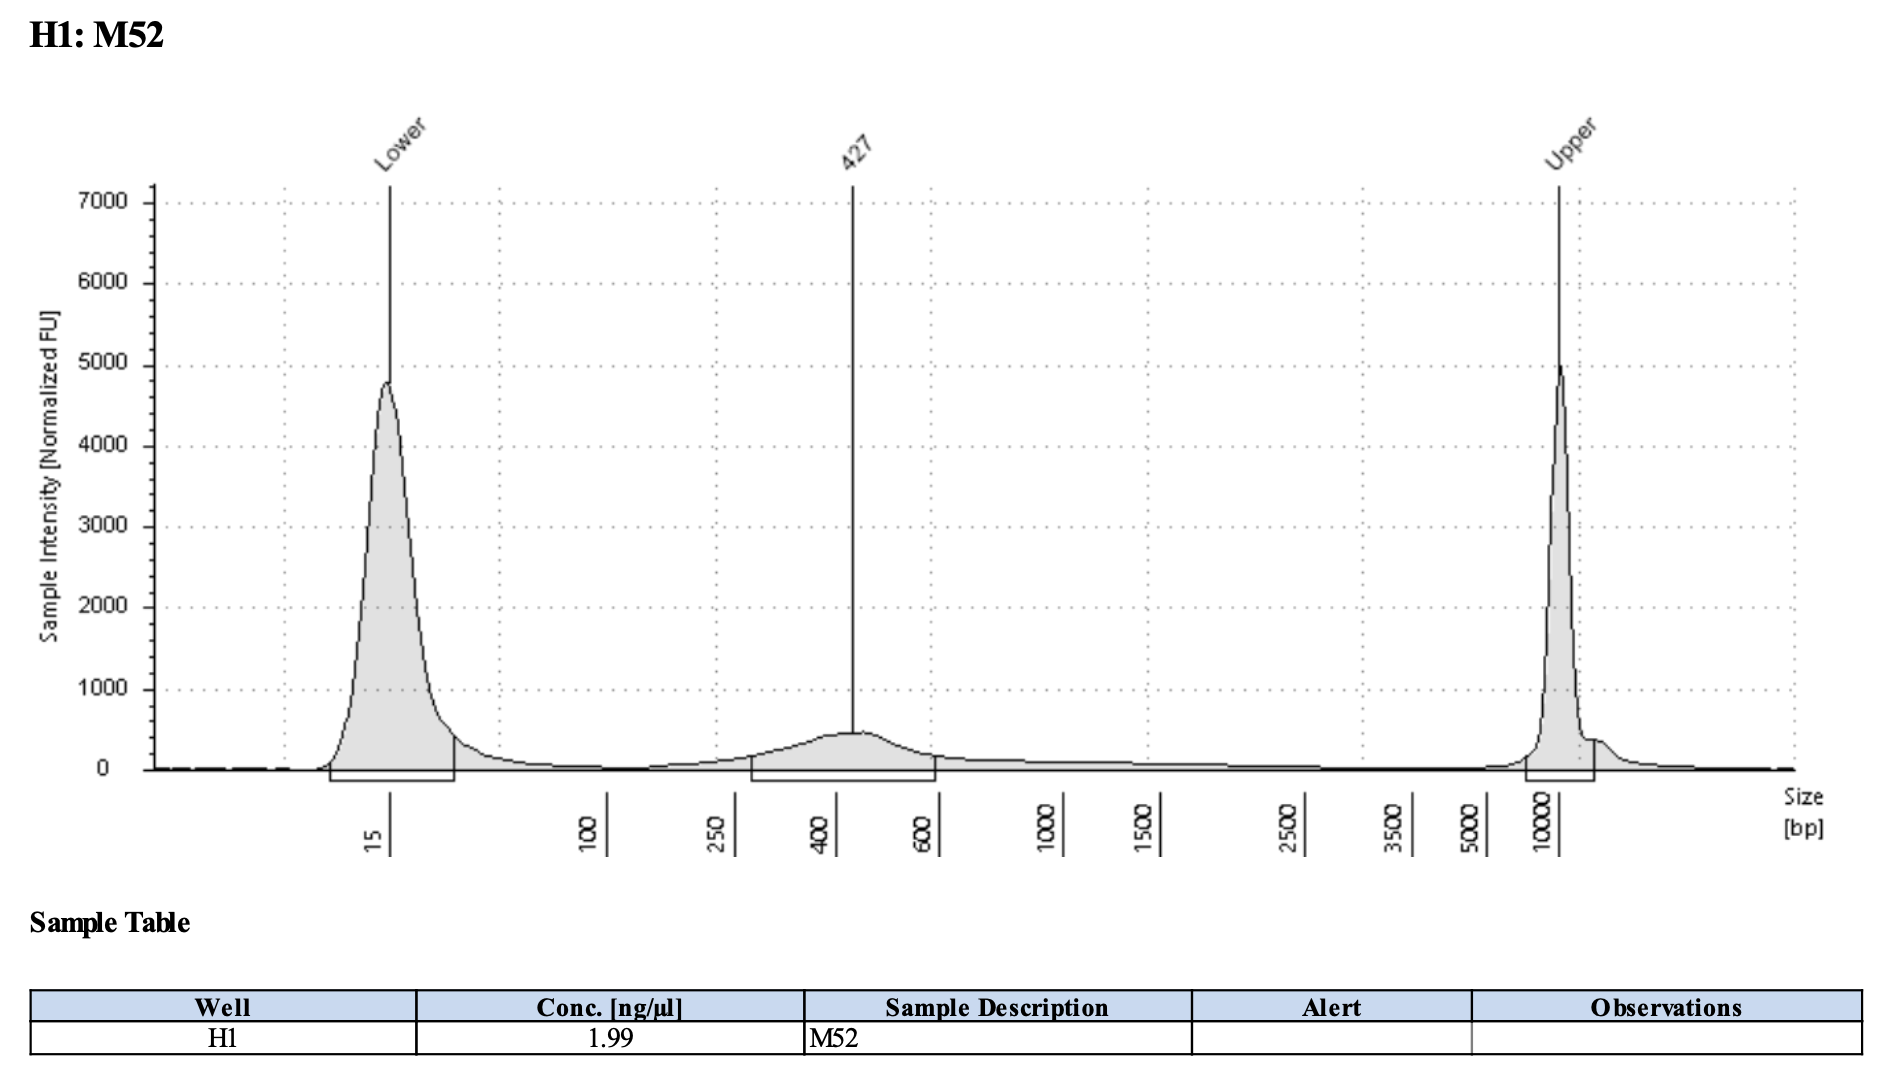 H1: M52
Lower
427
Upper
Sample Intensity [Normalized FU]
7000
6000
5000
4000
3000
2000
1000
0
15
100
250
400
600
1000
1500
2500
3500
5000
10000
Size
[bp]
Sample Table
Well Conc. [ng/µl] Sample Description Alert Observations
H1 1.99 M52